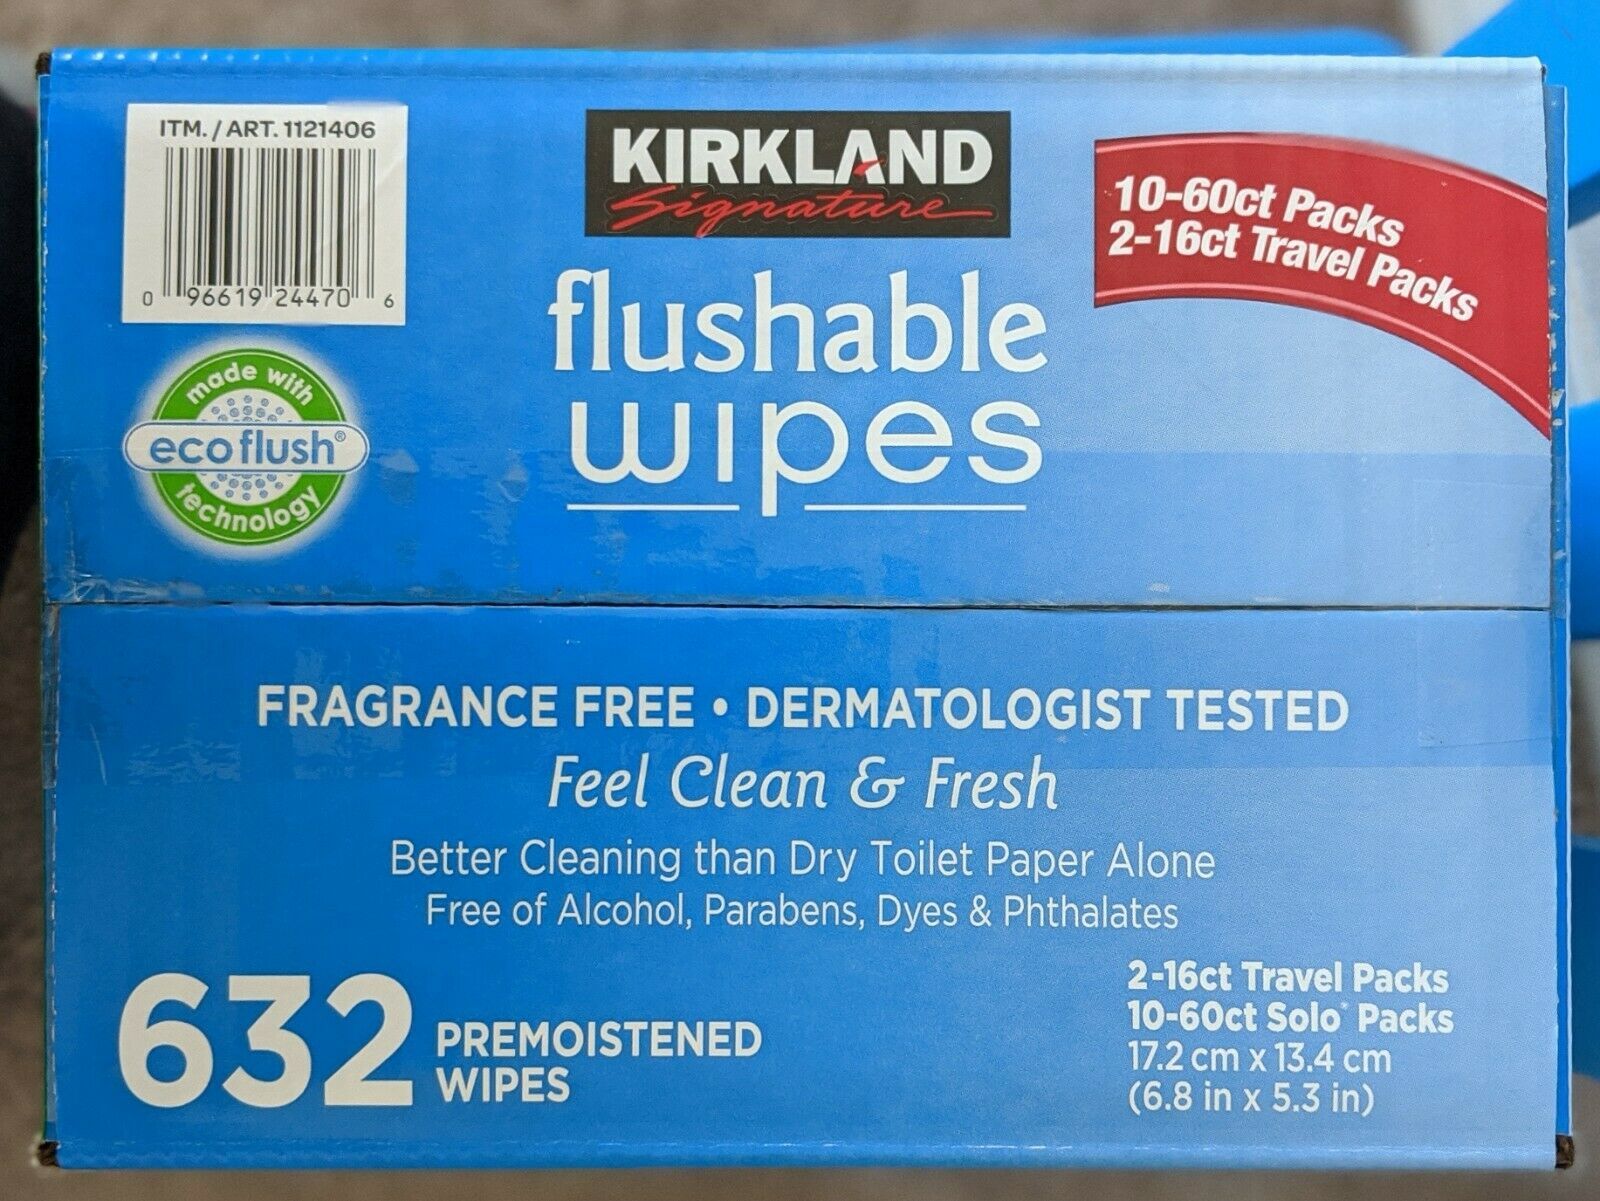 ITM. / ART. 1121406
0 96619 24470 6
made with
ecoflush®
technology
KIRKLAND
Signature
flushable
wipes
10-60ct Packs
2-16ct Travel Packs
FRAGRANCE FREE • DERMATOLOGIST TESTED
Feel Clean & Fresh
Better Cleaning than Dry Toilet Paper Alone
Free of Alcohol, Parabens, Dyes & Phthalates
632 PREMOISTENED
WIPES
2-16ct Travel Packs
10-60ct Solo* Packs
17.2 cm x 13.4 cm
(6.8 in x 5.3 in)